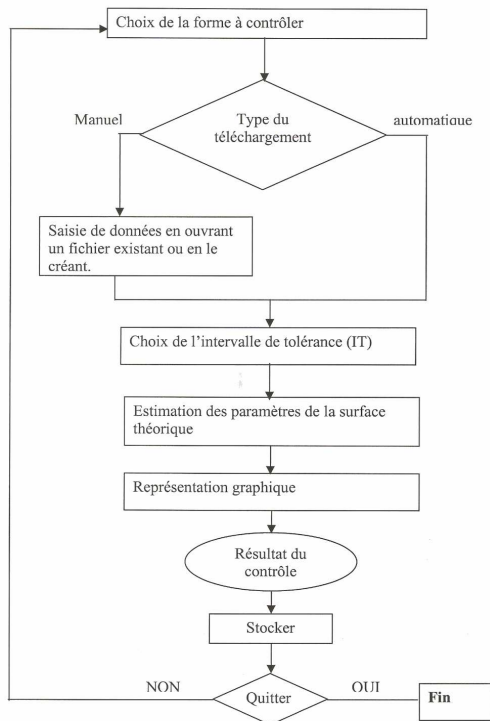 Choix de la forme à contrôler
Type du
téléchargement
Manuel
automatique
Saisie de données en ouvrant
un fichier existant ou en le
créant.
Choix de l'intervalle de tolérance (IT)
Estimation des paramètres de la surface
théorique
Représentation graphique
Résultat du
contrôle
Stocker
NON
Quitter
OUI
Fin